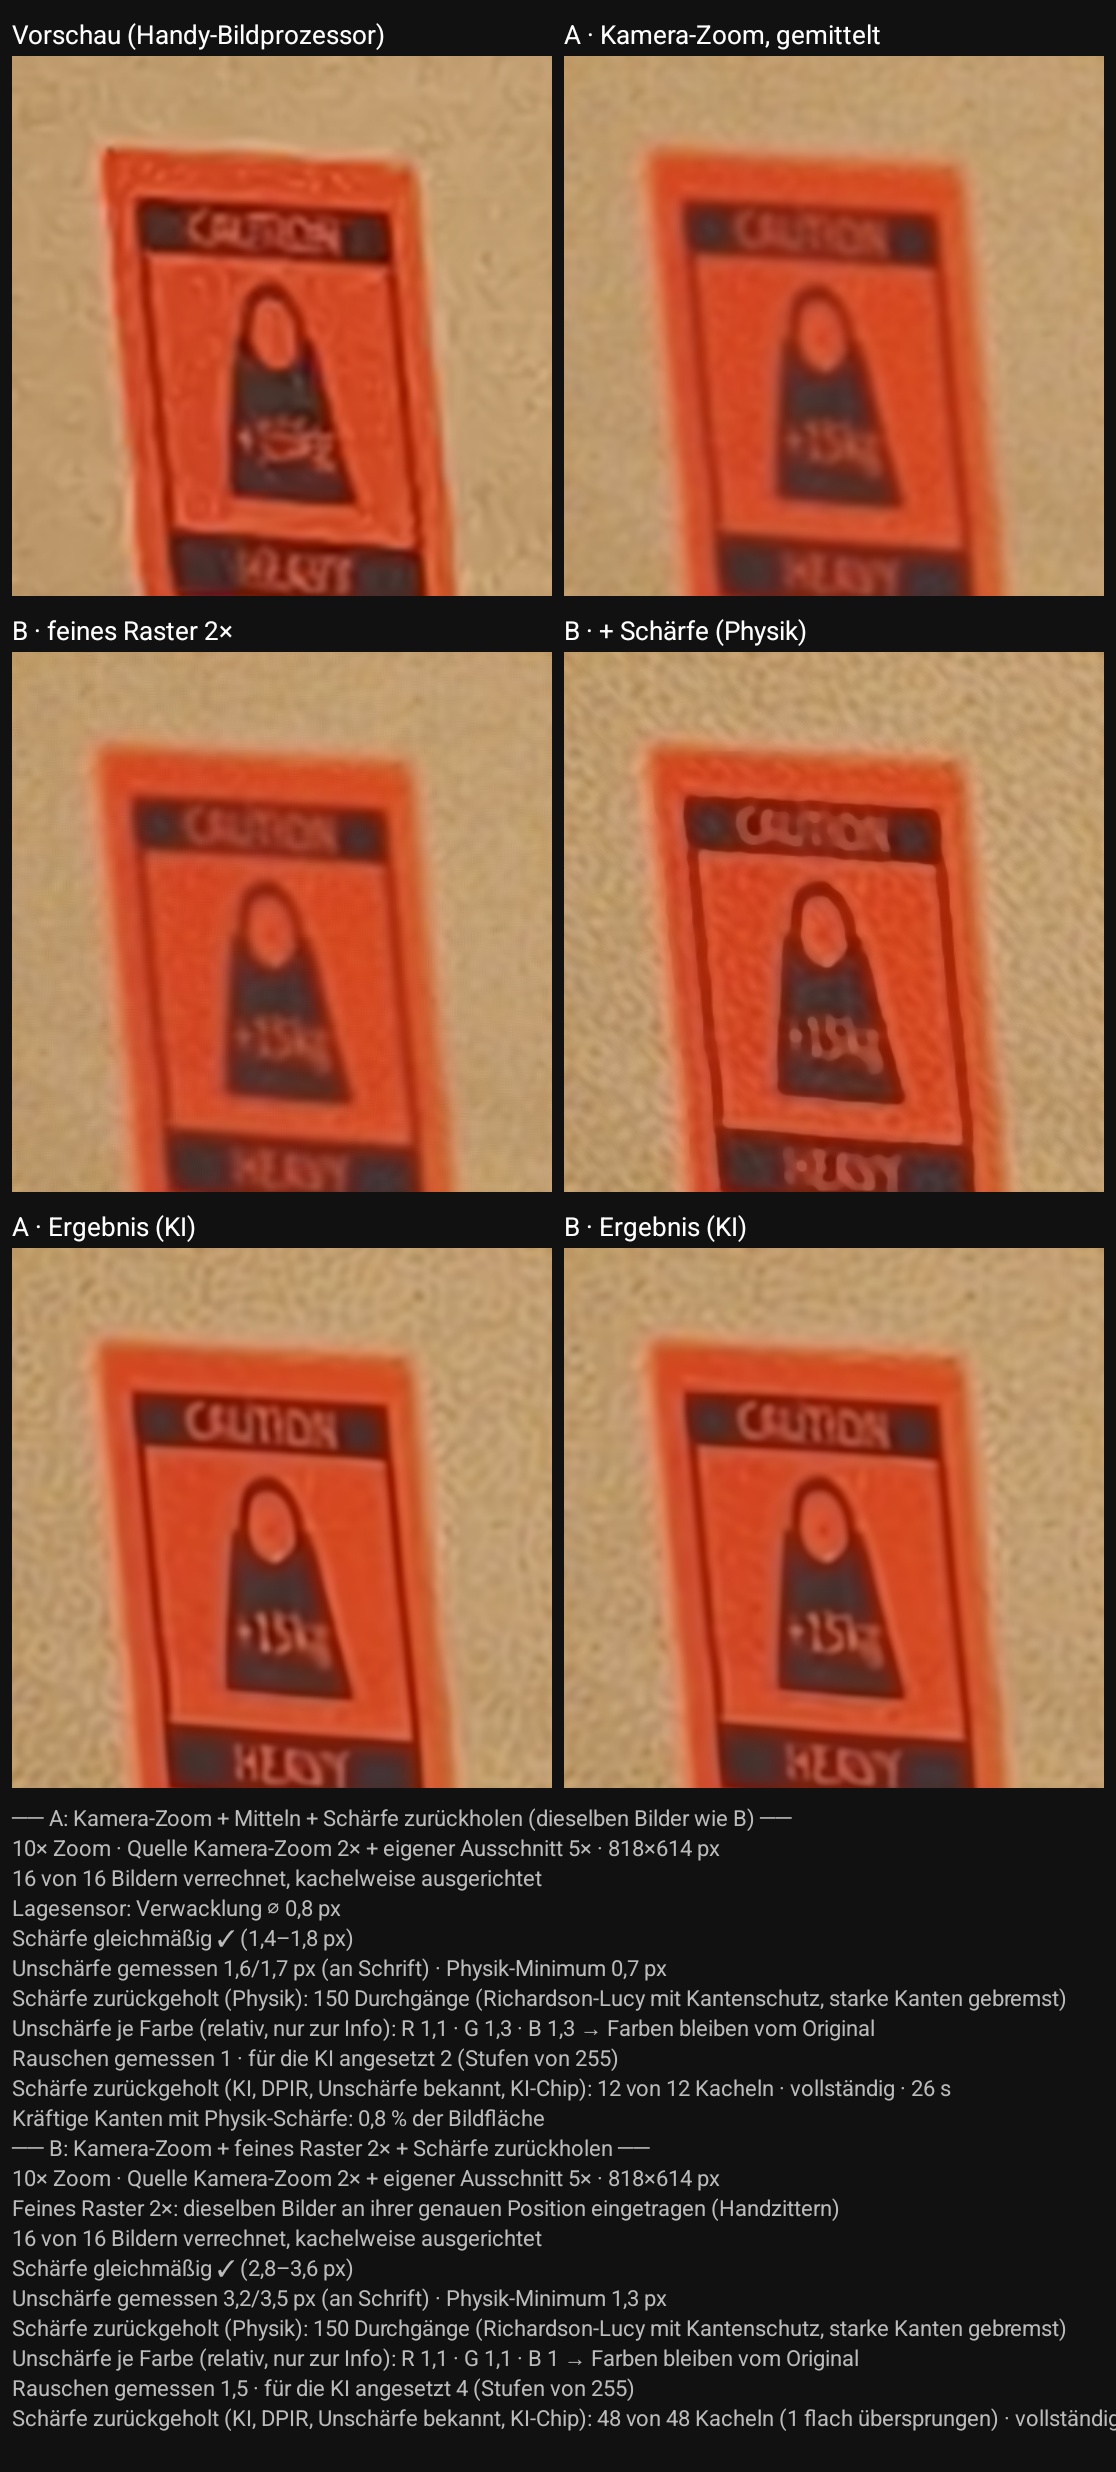 Vorschau (Handy-Bildprozessor)
A · Kamera-Zoom, gemittelt
CAUTION
+15kg
HEAVY
CAUTION
+15kg
HEAVY
B · feines Raster 2×
B · + Schärfe (Physik)
CAUTION
+15kg
HEAVY
CAUTION
+15kg
HEAVY
A · Ergebnis (KI)
B · Ergebnis (KI)
CAUTION
+15kg
HEAVY
CAUTION
+15kg
HEAVY
── A: Kamera-Zoom + Mitteln + Schärfe zurückholen (dieselben Bilder wie B) ──
10× Zoom · Quelle Kamera-Zoom 2× + eigener Ausschnitt 5× · 818×614 px
16 von 16 Bildern verrechnet, kachelweise ausgerichtet
Lagesensor: Verwacklung ⌀ 0,8 px
Schärfe gleichmäßig ✓ (1,4–1,8 px)
Unschärfe gemessen 1,6/1,7 px (an Schrift) · Physik-Minimum 0,7 px
Schärfe zurückgeholt (Physik): 150 Durchgänge (Richardson-Lucy mit Kantenschutz, starke Kanten gebremst)
Unschärfe je Farbe (relativ, nur zur Info): R 1,1 · G 1,3 · B 1,3 → Farben bleiben vom Original
Rauschen gemessen 1 · für die KI angesetzt 2 (Stufen von 255)
Schärfe zurückgeholt (KI, DPIR, Unschärfe bekannt, KI-Chip): 12 von 12 Kacheln · vollständig · 26 s
Kräftige Kanten mit Physik-Schärfe: 0,8 % der Bildfläche
── B: Kamera-Zoom + feines Raster 2× + Schärfe zurückholen ──
10× Zoom · Quelle Kamera-Zoom 2× + eigener Ausschnitt 5× · 818×614 px
Feines Raster 2×: dieselben Bilder an ihrer genauen Position eingetragen (Handzittern)
16 von 16 Bildern verrechnet, kachelweise ausgerichtet
Schärfe gleichmäßig ✓ (2,8–3,6 px)
Unschärfe gemessen 3,2/3,5 px (an Schrift) · Physik-Minimum 1,3 px
Schärfe zurückgeholt (Physik): 150 Durchgänge (Richardson-Lucy mit Kantenschutz, starke Kanten gebremst)
Unschärfe je Farbe (relativ, nur zur Info): R 1,1 · G 1,1 · B 1 → Farben bleiben vom Original
Rauschen gemessen 1,5 · für die KI angesetzt 4 (Stufen von 255)
Schärfe zurückgeholt (KI, DPIR, Unschärfe bekannt, KI-Chip): 48 von 48 Kacheln (1 flach übersprungen) · vollständig